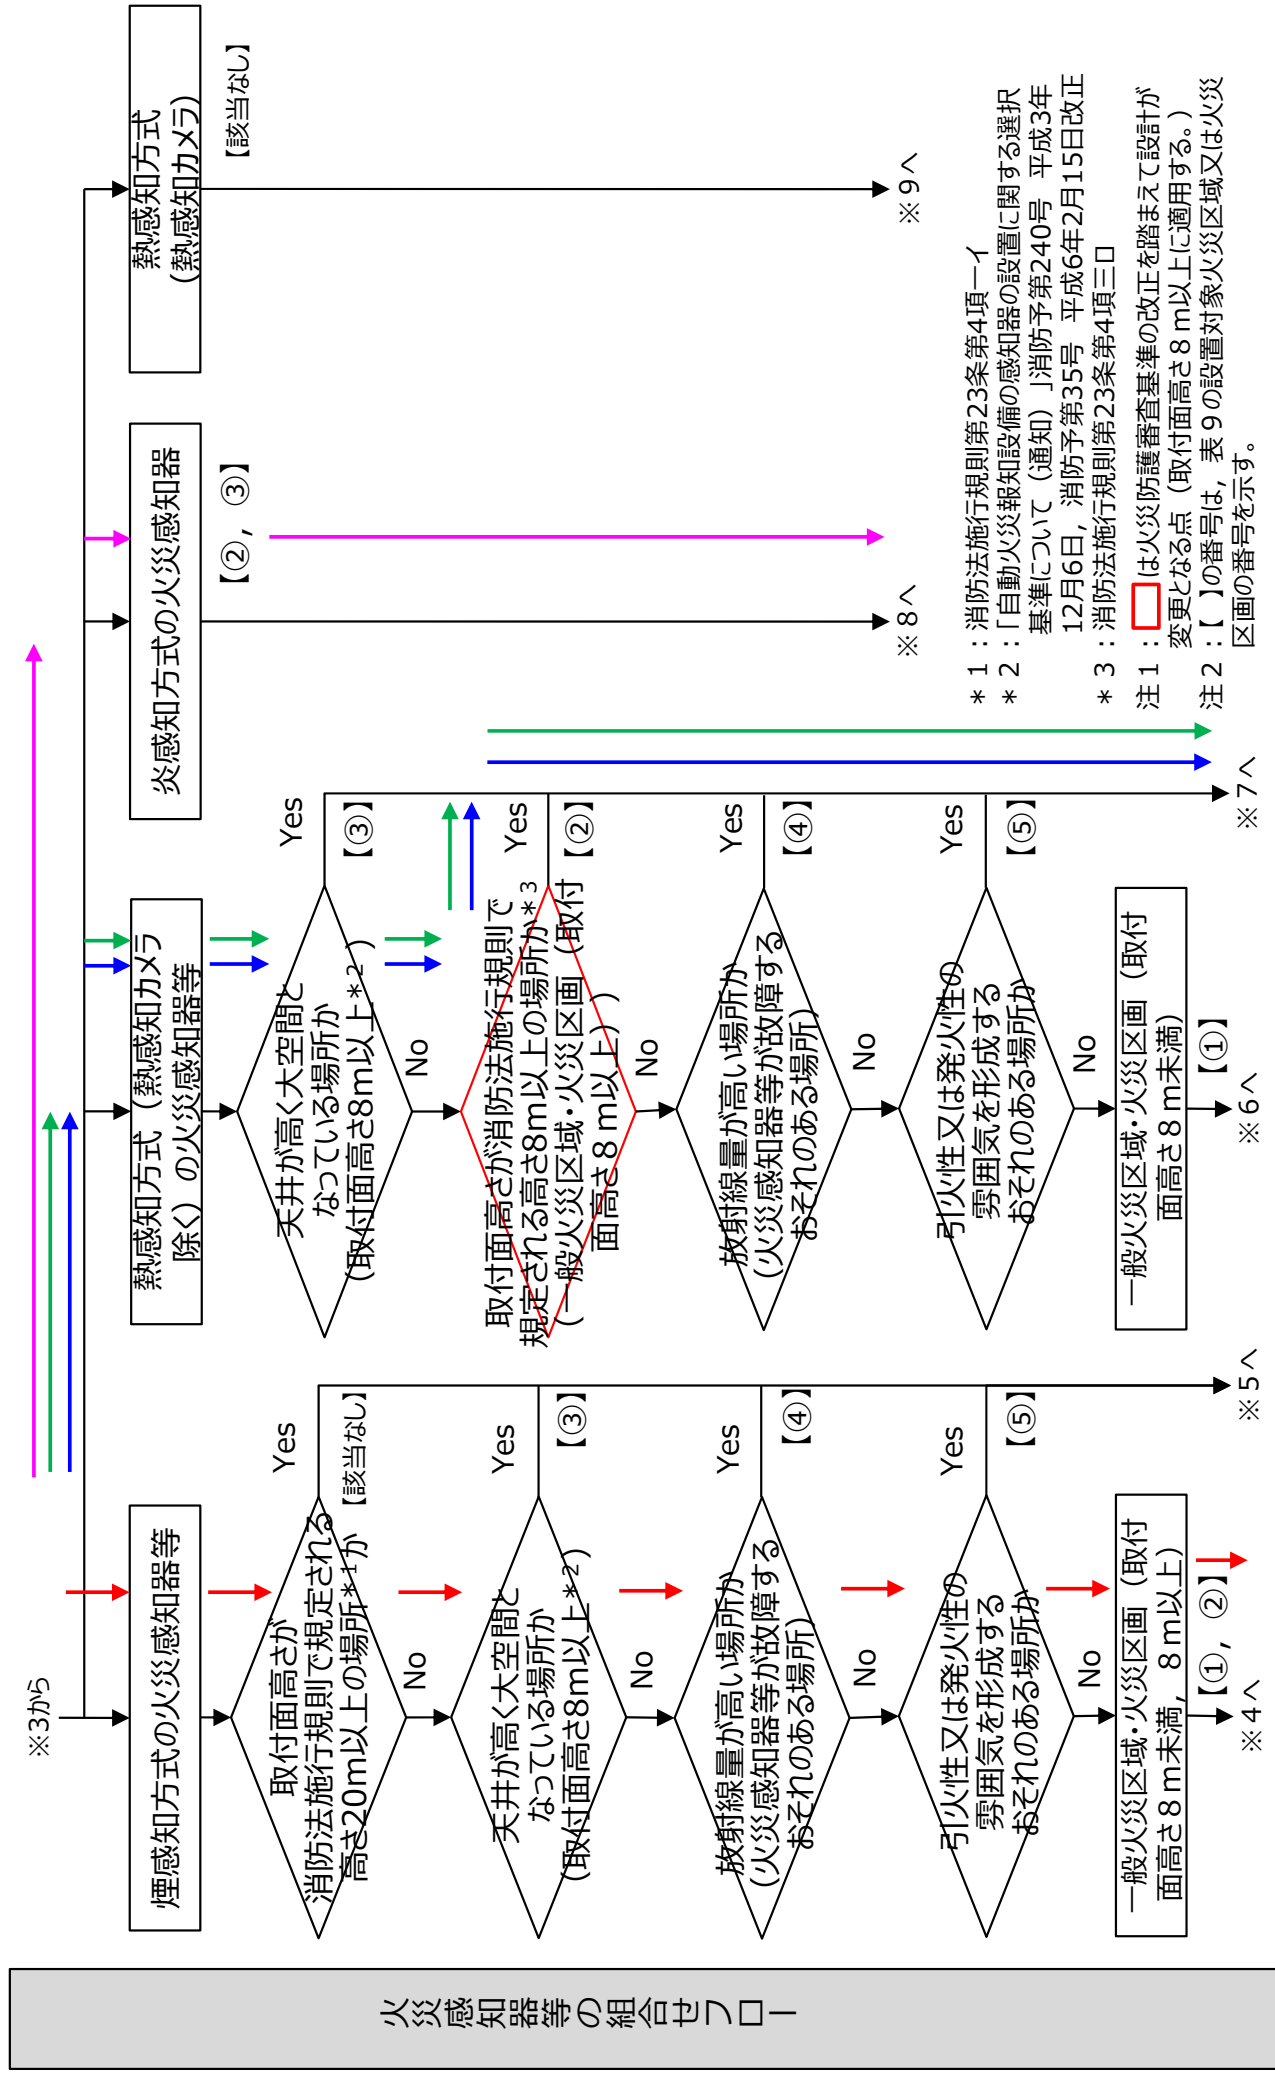 火災感知器等の組合せフロー
※3から
煙感知方式の火災感知器等
取付面高さが
消防法施行規則で規定される
高さ20m以上の場所*1か
Yes
【該当なし】
No
天井が高く大空間と
なっている場所か
(取付面高さ8m以上*2)
Yes
【③】
No
放射線量が高い場所か
(火災感知器等が故障する
おそれのある場所)
Yes
【④】
No
引火性又は発火性の
雰囲気を形成する
おそれのある場所か
Yes
【⑤】
No
一般火災区域・火災区画（取付
面高さ８ｍ未満，８ｍ以上）
【①，②】
※４へ
※５へ
熱感知方式（熱感知カメラ
除く）の火災感知器等
天井が高く大空間と
なっている場所か
(取付面高さ8m以上*2)
Yes
【③】
No
取付面高さが消防法施行規則で
規定される高さ8m以上の場所か*3
(一般火災区域・火災区画（取付
面高さ８ｍ以上）)
Yes
【②】
No
放射線量が高い場所か
(火災感知器等が故障する
おそれのある場所)
Yes
【④】
No
引火性又は発火性の
雰囲気を形成する
おそれのある場所か
Yes
【⑤】
No
一般火災区域・火災区画（取付
面高さ８ｍ未満）
【①】
※６へ
※７へ
炎感知方式の火災感知器
【②，③】
※８へ
熱感知方式
(熱感知カメラ)
【該当なし】
※９へ
＊１：消防法施行規則第23条第4項一イ
＊２：「自動火災報知設備の感知器の設置に関する選択
基準について（通知）」消防予第240号　平成3年
12月6日，消防予第35号　平成6年2月15日改正
＊３：消防法施行規則第23条第4項三ロ
注１：は火災防護審査基準の改正を踏まえて設計が
変更となる点（取付面高さ８ｍ以上に適用する。）
注２：【　】の番号は，表９の設置対象火災区域又は火災
区画の番号を示す。